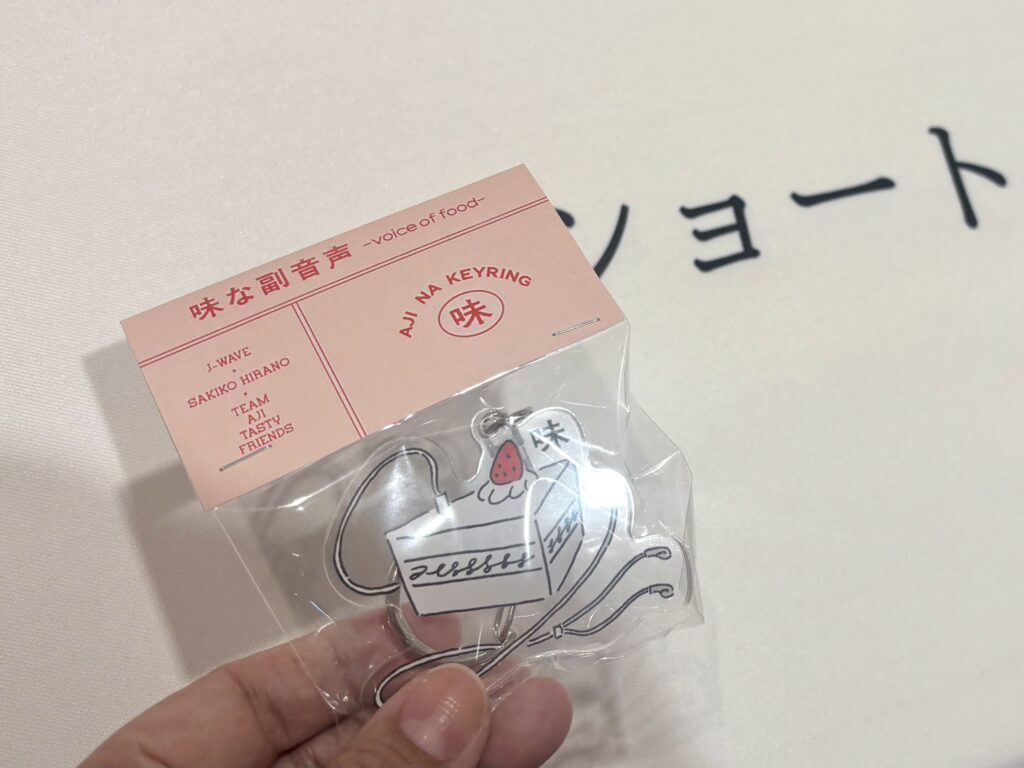 味な副音声 -voice of food-
J-WAVE
・
SAKIKO HIRANO
・
TEAM
AJI
TASTY
FRIENDS
AJI NA KEYRING
味
味
ショート